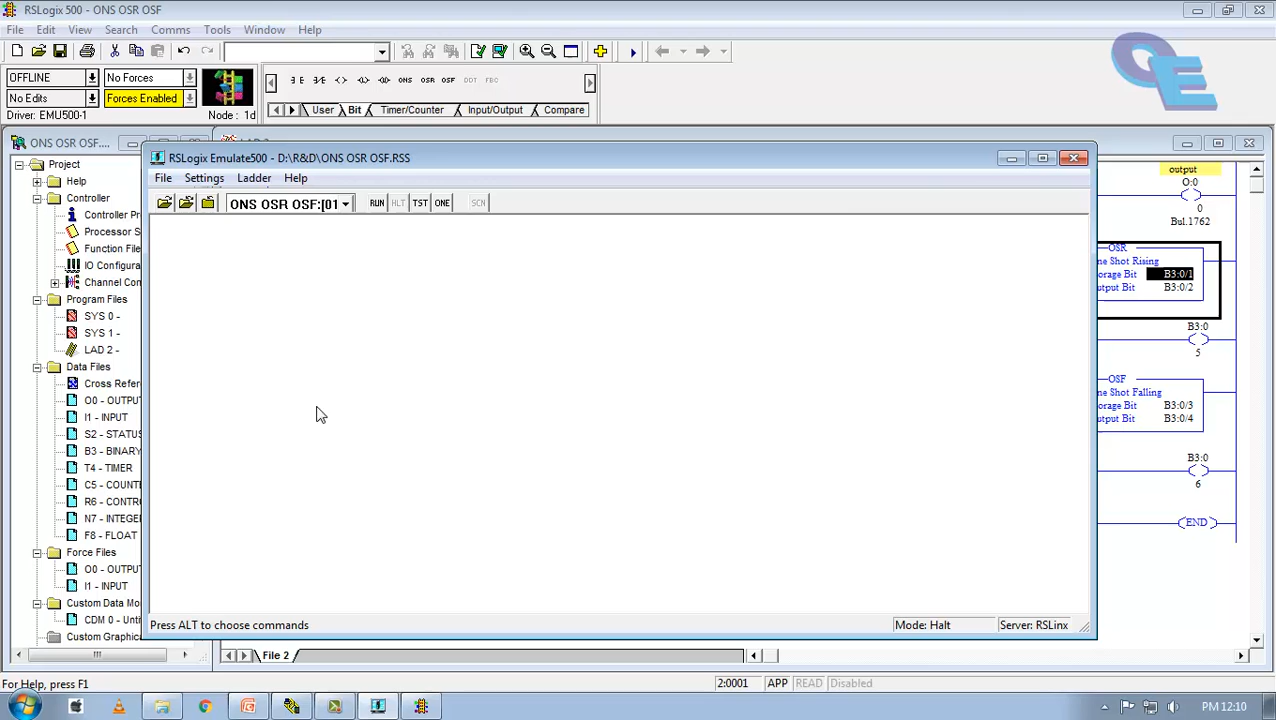 RSLogix 500 - ONS OSR OSF
File Edit View Search Comms Tools Window Help
OFFLINE No Forces
No Edits Forces Enabled
Driver: EMU500-1 Node : 1d
ONS OSR OSF
User Bit Timer/Counter Input/Output Compare
OE
ONS OSR OSF....
RSLogix Emulate500 - D:\R&D\ONS OSR OSF.RSS
File Settings Ladder Help
ONS OSR OSF:[01 RUN HLT TST ONE SCN
Project
Help
Controller
Controller Pr
Processor S
Function File
IO Configura
Channel Con
Program Files
SYS 0 -
SYS 1 -
LAD 2 -
Data Files
Cross Refer
O0 - OUTPU
I1 - INPUT
S2 - STATUS
B3 - BINARY
T4 - TIMER
C5 - COUNT
R6 - CONTR
N7 - INTEGE
F8 - FLOAT
Force Files
O0 - OUTPU
I1 - INPUT
Custom Data Mo
CDM 0 - Unti
Custom Graphic
output
O:0
0
Bul.1762
OSR
ne Shot Rising
orage Bit B3:0/1
utput Bit B3:0/2
B3:0
5
OSF
ne Shot Falling
orage Bit B3:0/3
utput Bit B3:0/4
B3:0
6
END
Press ALT to choose commands Mode: Halt Server: RSLinx
File 2
For Help, press F1 2:0001 APP READ Disabled
PM 12:10